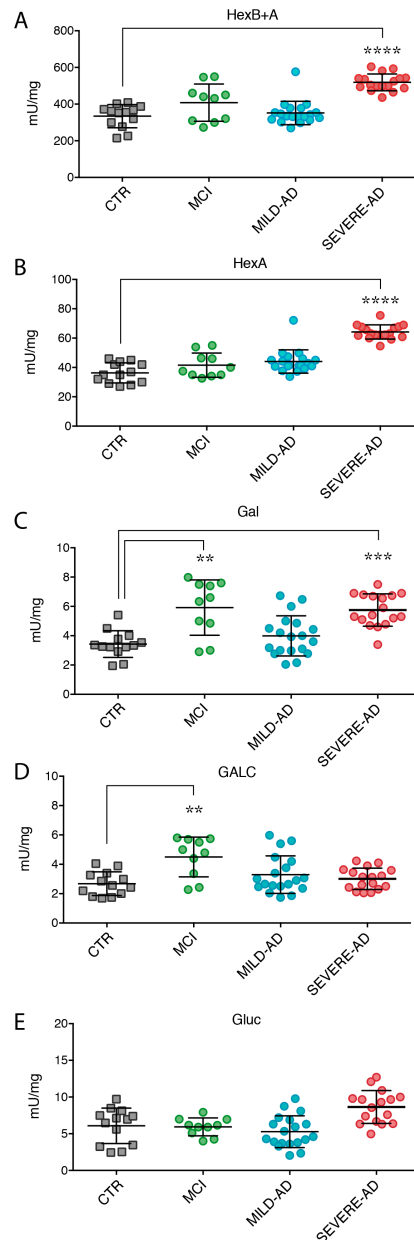 A
HexB+A
800
600
400
200
0
mU/mg
****
CTR
MCI
MILD-AD
SEVERE-AD
B
HexA
100
80
60
40
20
0
mU/mg
****
CTR
MCI
MILD-AD
SEVERE-AD
C
Gal
10
8
6
4
2
0
mU/mg
**
***
CTR
MCI
MILD-AD
SEVERE-AD
D
GALC
10
8
6
4
2
0
mU/mg
**
CTR
MCI
MILD-AD
SEVERE-AD
E
Gluc
20
15
10
5
0
mU/mg
CTR
MCI
MILD-AD
SEVERE-AD